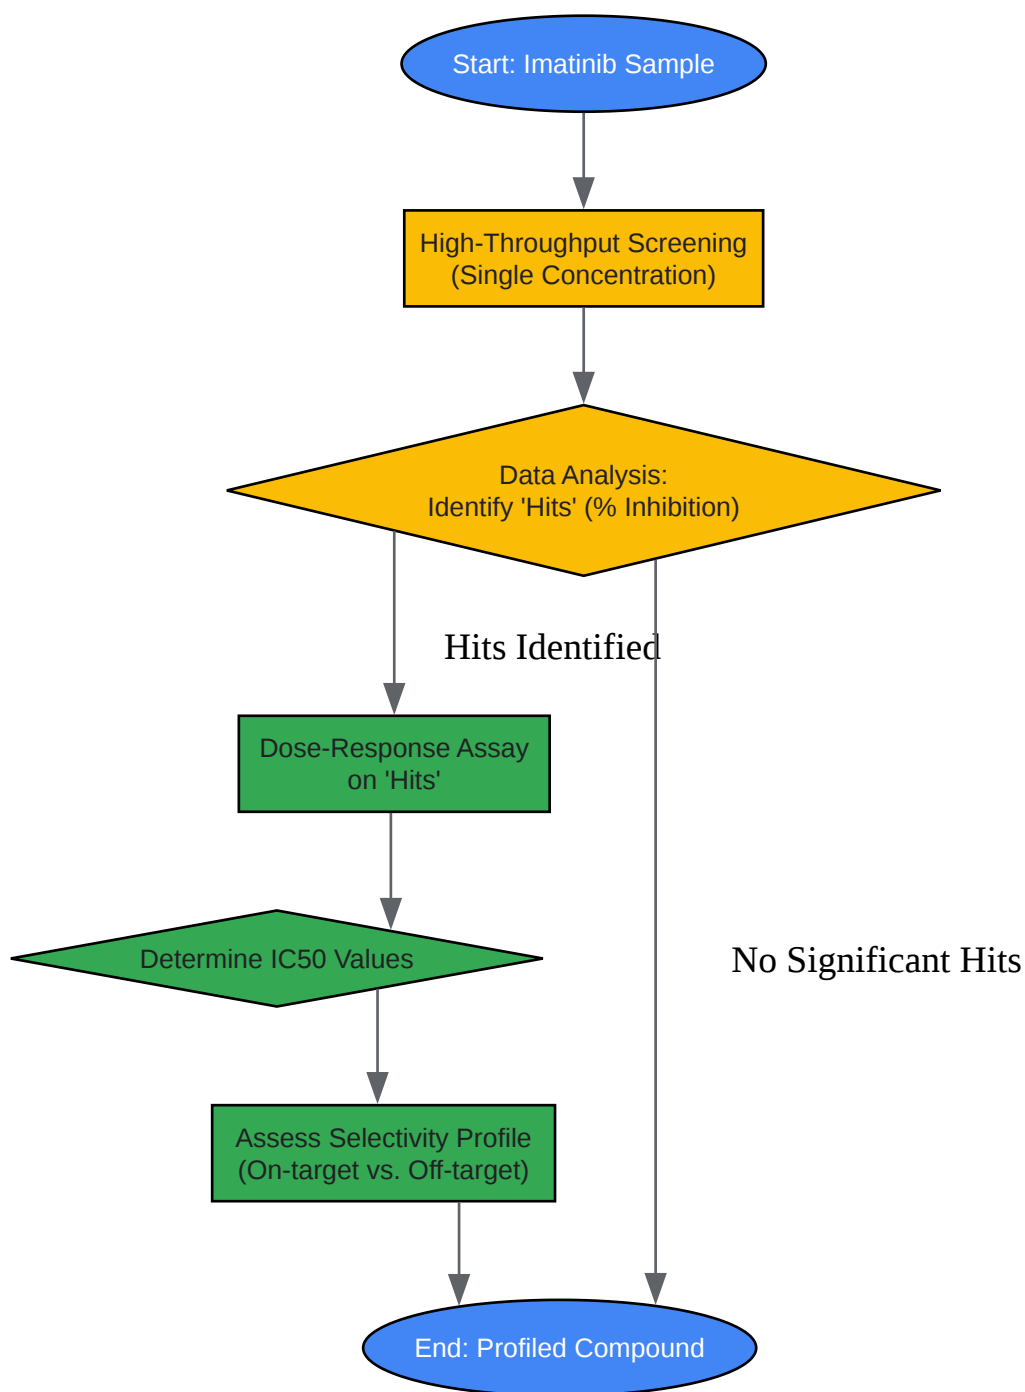 Start: Imatinib Sample
High-Throughput Screening
(Single Concentration)
Data Analysis:
Identify 'Hits' (% Inhibition)
Hits Identified
Dose-Response Assay
on 'Hits'
Determine IC50 Values
No Significant Hits
Assess Selectivity Profile
(On-target vs. Off-target)
End: Profiled Compound